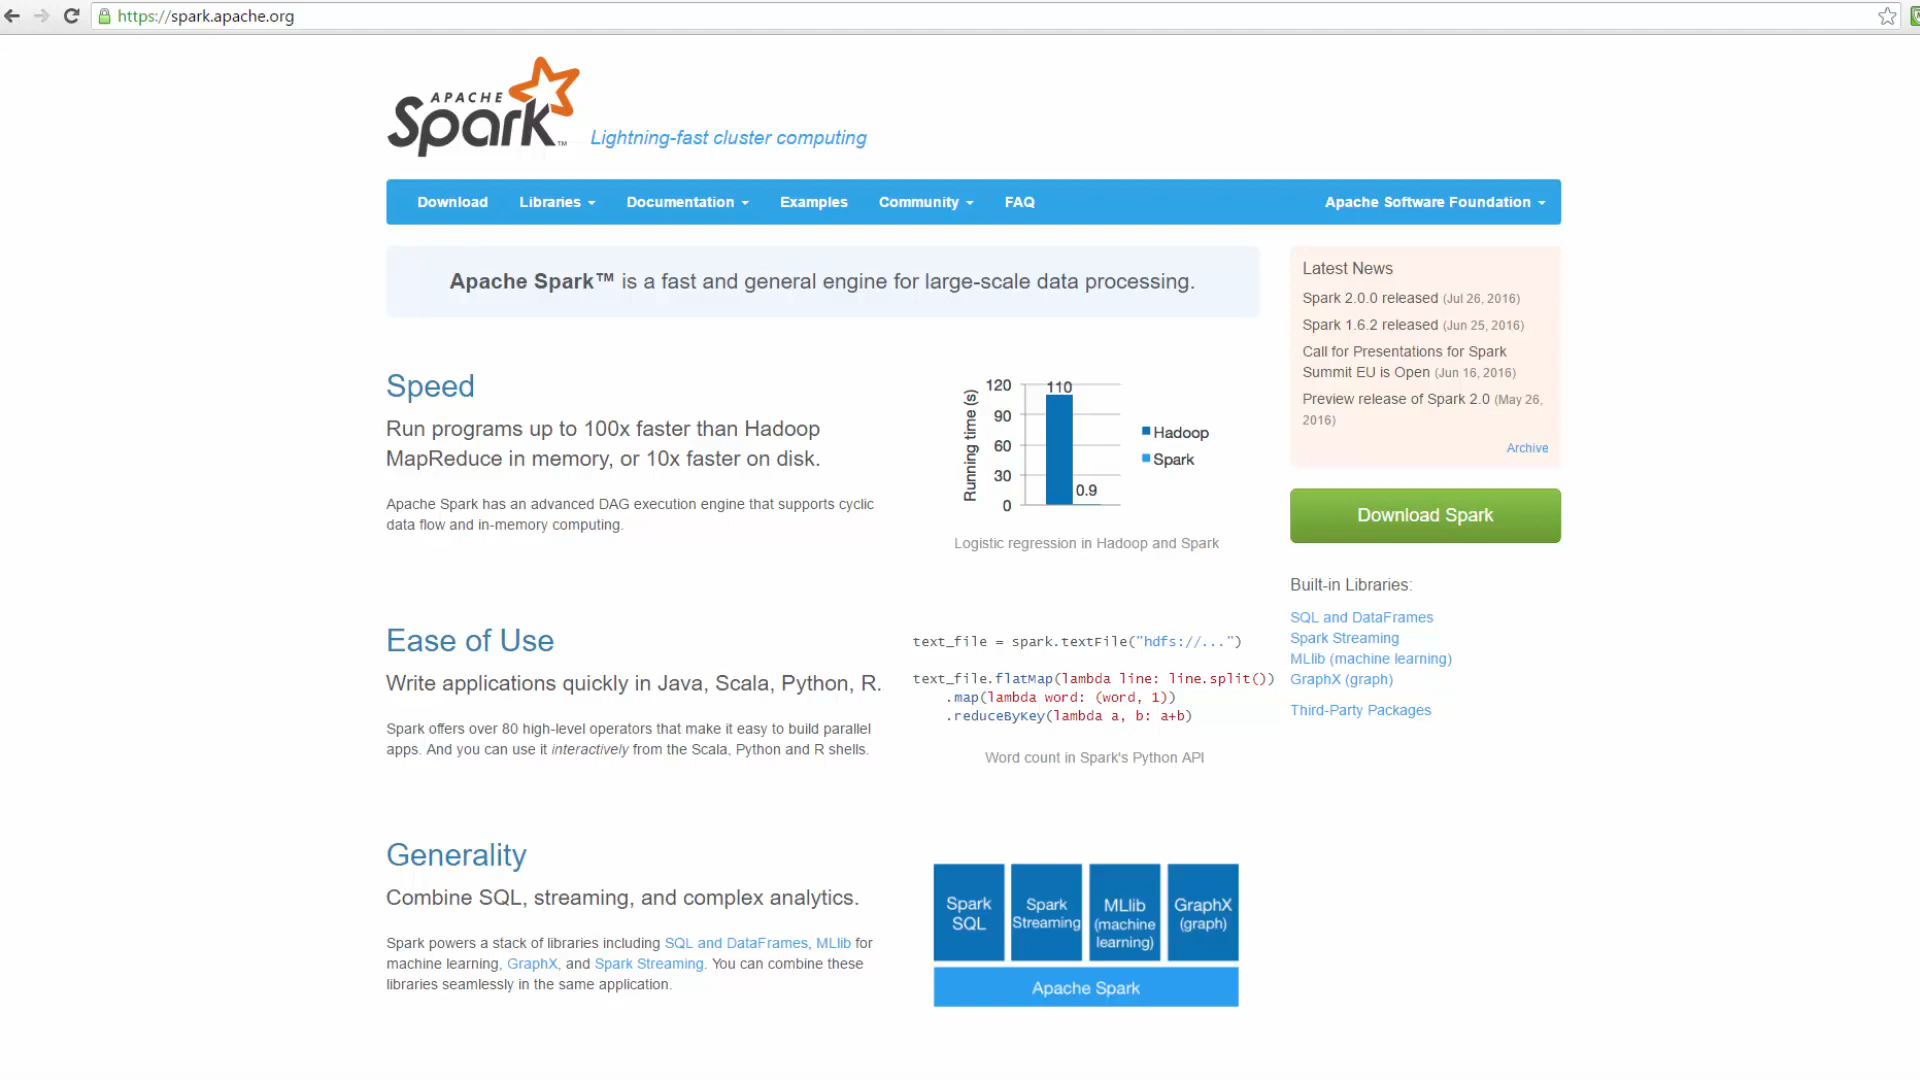 https://spark.apache.org
APACHE
Spark™
Lightning-fast cluster computing
Download Libraries Documentation Examples Community FAQ Apache Software Foundation
Apache Spark™ is a fast and general engine for large-scale data processing.
Speed
Run programs up to 100x faster than Hadoop
MapReduce in memory, or 10x faster on disk.
Apache Spark has an advanced DAG execution engine that supports cyclic
data flow and in-memory computing.
Running time (s)
120
90
60
30
0
110
0.9
Hadoop
Spark
Logistic regression in Hadoop and Spark
Latest News
Spark 2.0.0 released (Jul 26, 2016)
Spark 1.6.2 released (Jun 25, 2016)
Call for Presentations for Spark
Summit EU is Open (Jun 16, 2016)
Preview release of Spark 2.0 (May 26,
2016)
Archive
Download Spark
Built-in Libraries:
SQL and DataFrames
Spark Streaming
MLlib (machine learning)
GraphX (graph)
Third-Party Packages
Ease of Use
Write applications quickly in Java, Scala, Python, R.
Spark offers over 80 high-level operators that make it easy to build parallel
apps. And you can use it interactively from the Scala, Python and R shells.
text_file = spark.textFile("hdfs://...")
text_file.flatMap(lambda line: line.split())
.map(lambda word: (word, 1))
.reduceByKey(lambda a, b: a+b)
Word count in Spark's Python API
Generality
Combine SQL, streaming, and complex analytics.
Spark powers a stack of libraries including SQL and DataFrames, MLlib for
machine learning, GraphX, and Spark Streaming. You can combine these
libraries seamlessly in the same application.
Spark
SQL
Spark
Streaming
MLlib
(machine
learning)
GraphX
(graph)
Apache Spark